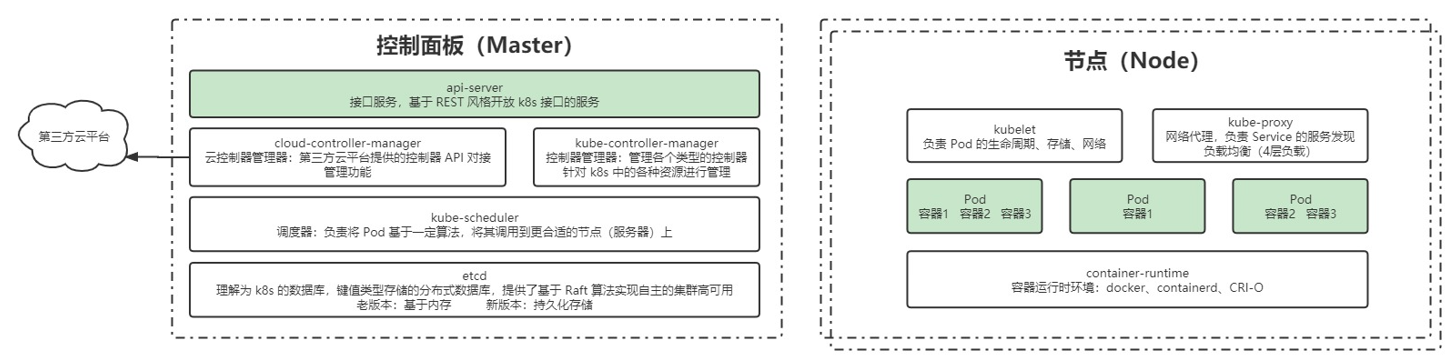 控制面板（Master）
api-server
接口服务，基于 REST 风格开放 k8s 接口的服务
第三方云平台
cloud-controller-manager
云控制器管理器：第三方云平台提供的控制器 API 对接
管理功能
kube-controller-manager
控制器管理器：管理各个类型的控制器
针对 k8s 中的各种资源进行管理
kube-scheduler
调度器：负责将 Pod 基于一定算法，将其调用到更合适的节点（服务器）上
etcd
理解为 k8s 的数据库，键值类型存储的分布式数据库，提供了基于 Raft 算法实现自主的集群高可用
老版本：基于内存 新版本：持久化存储
节点（Node）
kubelet
负责 Pod 的生命周期、存储、网络
kube-proxy
网络代理，负责 Service 的服务发现
负载均衡（4层负载）
Pod
容器1 容器2 容器3
Pod
容器1
Pod
容器2 容器3
container-runtime
容器运行时环境：docker、containerd、CRI-O